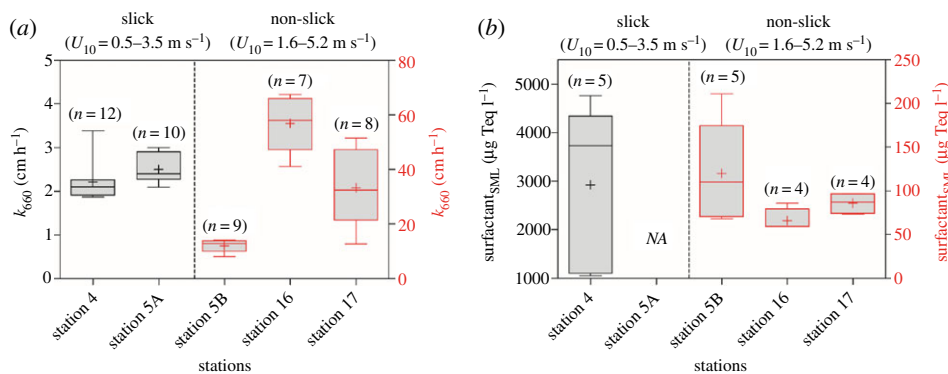 (a)
slick
non-slick
(U10 = 0.5–3.5 m s−1)
(U10 = 1.6–5.2 m s−1)
5
4
3
2
1
0
k660 (cm h−1)
80
60
40
20
0
k660 (cm h−1)
(n = 12)
(n = 10)
(n = 9)
(n = 7)
(n = 8)
station 4
station 5A
station 5B
station 16
station 17
stations
(b)
slick
non-slick
(U10 = 0.5–3.5 m s−1)
(U10 = 1.6–5.2 m s−1)
5000
4000
3000
2000
1000
surfactantSML (µg Teq l−1)
250
200
150
100
50
0
surfactantSML (µg Teq l−1)
(n = 5)
NA
(n = 5)
(n = 4)
(n = 4)
station 4
station 5A
station 5B
station 16
station 17
stations